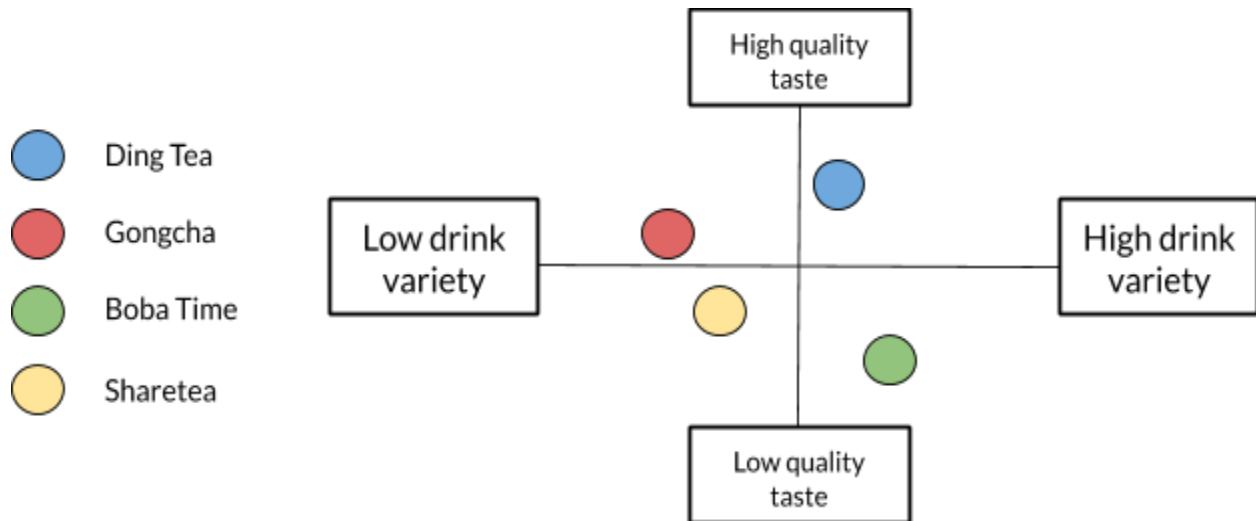 High quality
taste
Ding Tea
Gongcha
Boba Time
Sharetea
Low drink
variety
High drink
variety
Low quality
taste